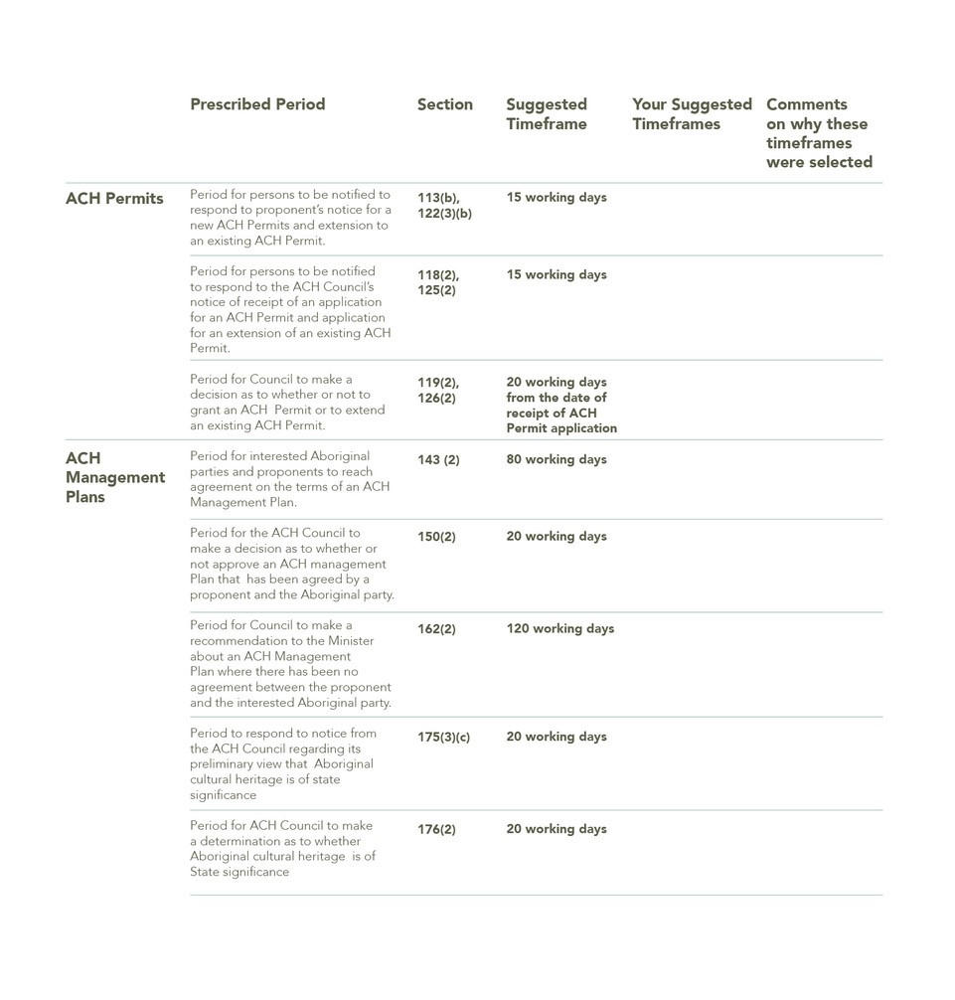 Prescribed Period
Section
Suggested
Timeframe
Your Suggested
Timeframes
Comments
on why these
timeframes
were selected
ACH Permits
Period for persons to be notified to
respond to proponent's notice for a
new ACH Permits and extension to
an existing ACH Permit.
113(b),
122(3)(b)
15 working days
Period for persons to be notified
to respond to the ACH Council's
notice of receipt of an application
for an ACH Permit and application
for an extension of an existing ACH
Permit.
118(2),
125(2)
15 working days
Period for Council to make a
decision as to whether or not to
grant an ACH  Permit or to extend
an existing ACH Permit.
119(2),
126(2)
20 working days
from the date of
receipt of ACH
Permit application
ACH
Management
Plans
Period for interested Aboriginal
parties and proponents to reach
agreement on the terms of an ACH
Management Plan.
143 (2)
80 working days
Period for the ACH Council to
make a decision as to whether or
not approve an ACH management
Plan that  has been agreed by a
proponent and the Aboriginal party.
150(2)
20 working days
Period for Council to make a
recommendation to the Minister
about an ACH Management
Plan where there has been no
agreement between the proponent
and the interested Aboriginal party.
162(2)
120 working days
Period to respond to notice from
the ACH Council regarding its
preliminary view that  Aboriginal
cultural heritage is of state
significance
175(3)(c)
20 working days
Period for ACH Council to make
a determination as to whether
Aboriginal cultural heritage  is of
State significance
176(2)
20 working days